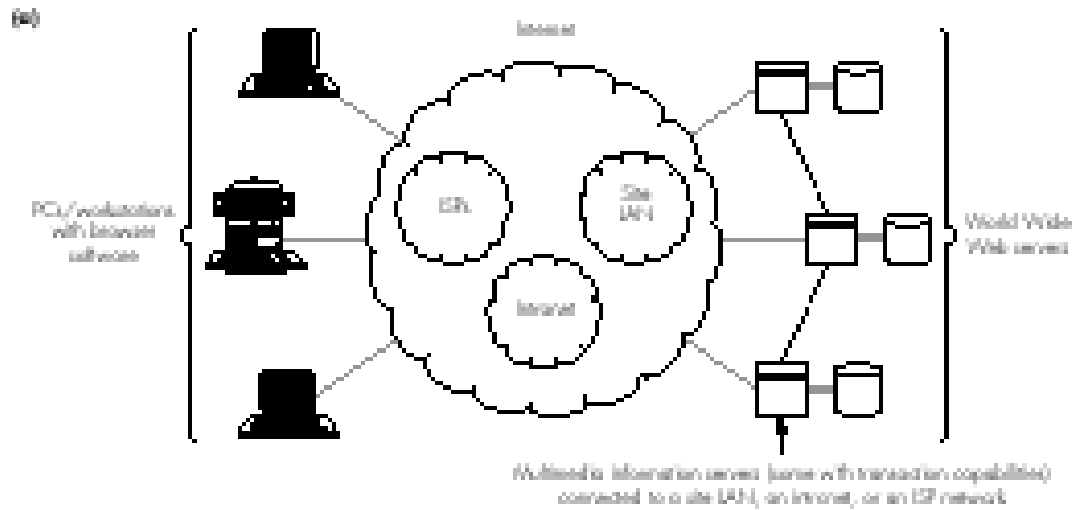 (a)
Internet
PCs/workstations
with browser
software
ISPs
Site
LAN
Intranet
World Wide
Web servers
Multimedia information servers (some with transaction capabilities)
connected to a site LAN, an intranet, or an ISP network